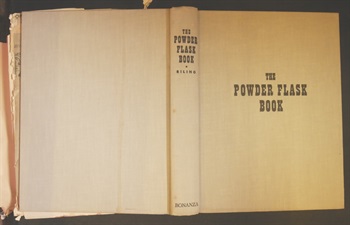 THE
POWDER
FLASK
BOOK
RILING
BONANZA
THE
POWDER FLASK
BOOK